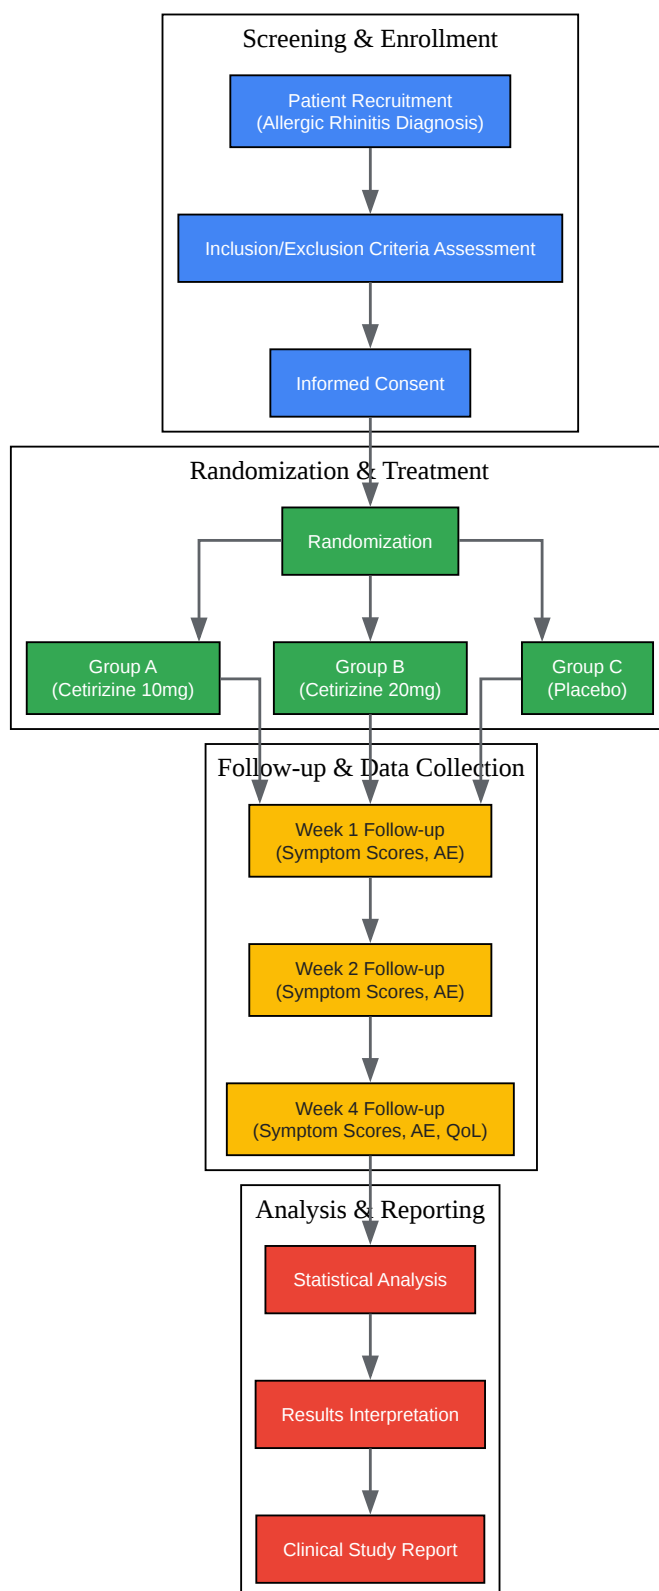 Screening & Enrollment
Patient Recruitment
(Allergic Rhinitis Diagnosis)
Inclusion/Exclusion Criteria Assessment
Informed Consent
Randomization & Treatment
Randomization
Group A
(Cetirizine 10mg)
Group B
(Cetirizine 20mg)
Group C
(Placebo)
Follow-up & Data Collection
Week 1 Follow-up
(Symptom Scores, AE)
Week 2 Follow-up
(Symptom Scores, AE)
Week 4 Follow-up
(Symptom Scores, AE, QoL)
Analysis & Reporting
Statistical Analysis
Results Interpretation
Clinical Study Report